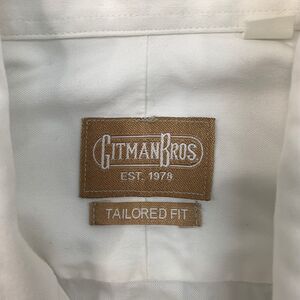 GITMAN BROS.
EST. 1978
TAILORED FIT